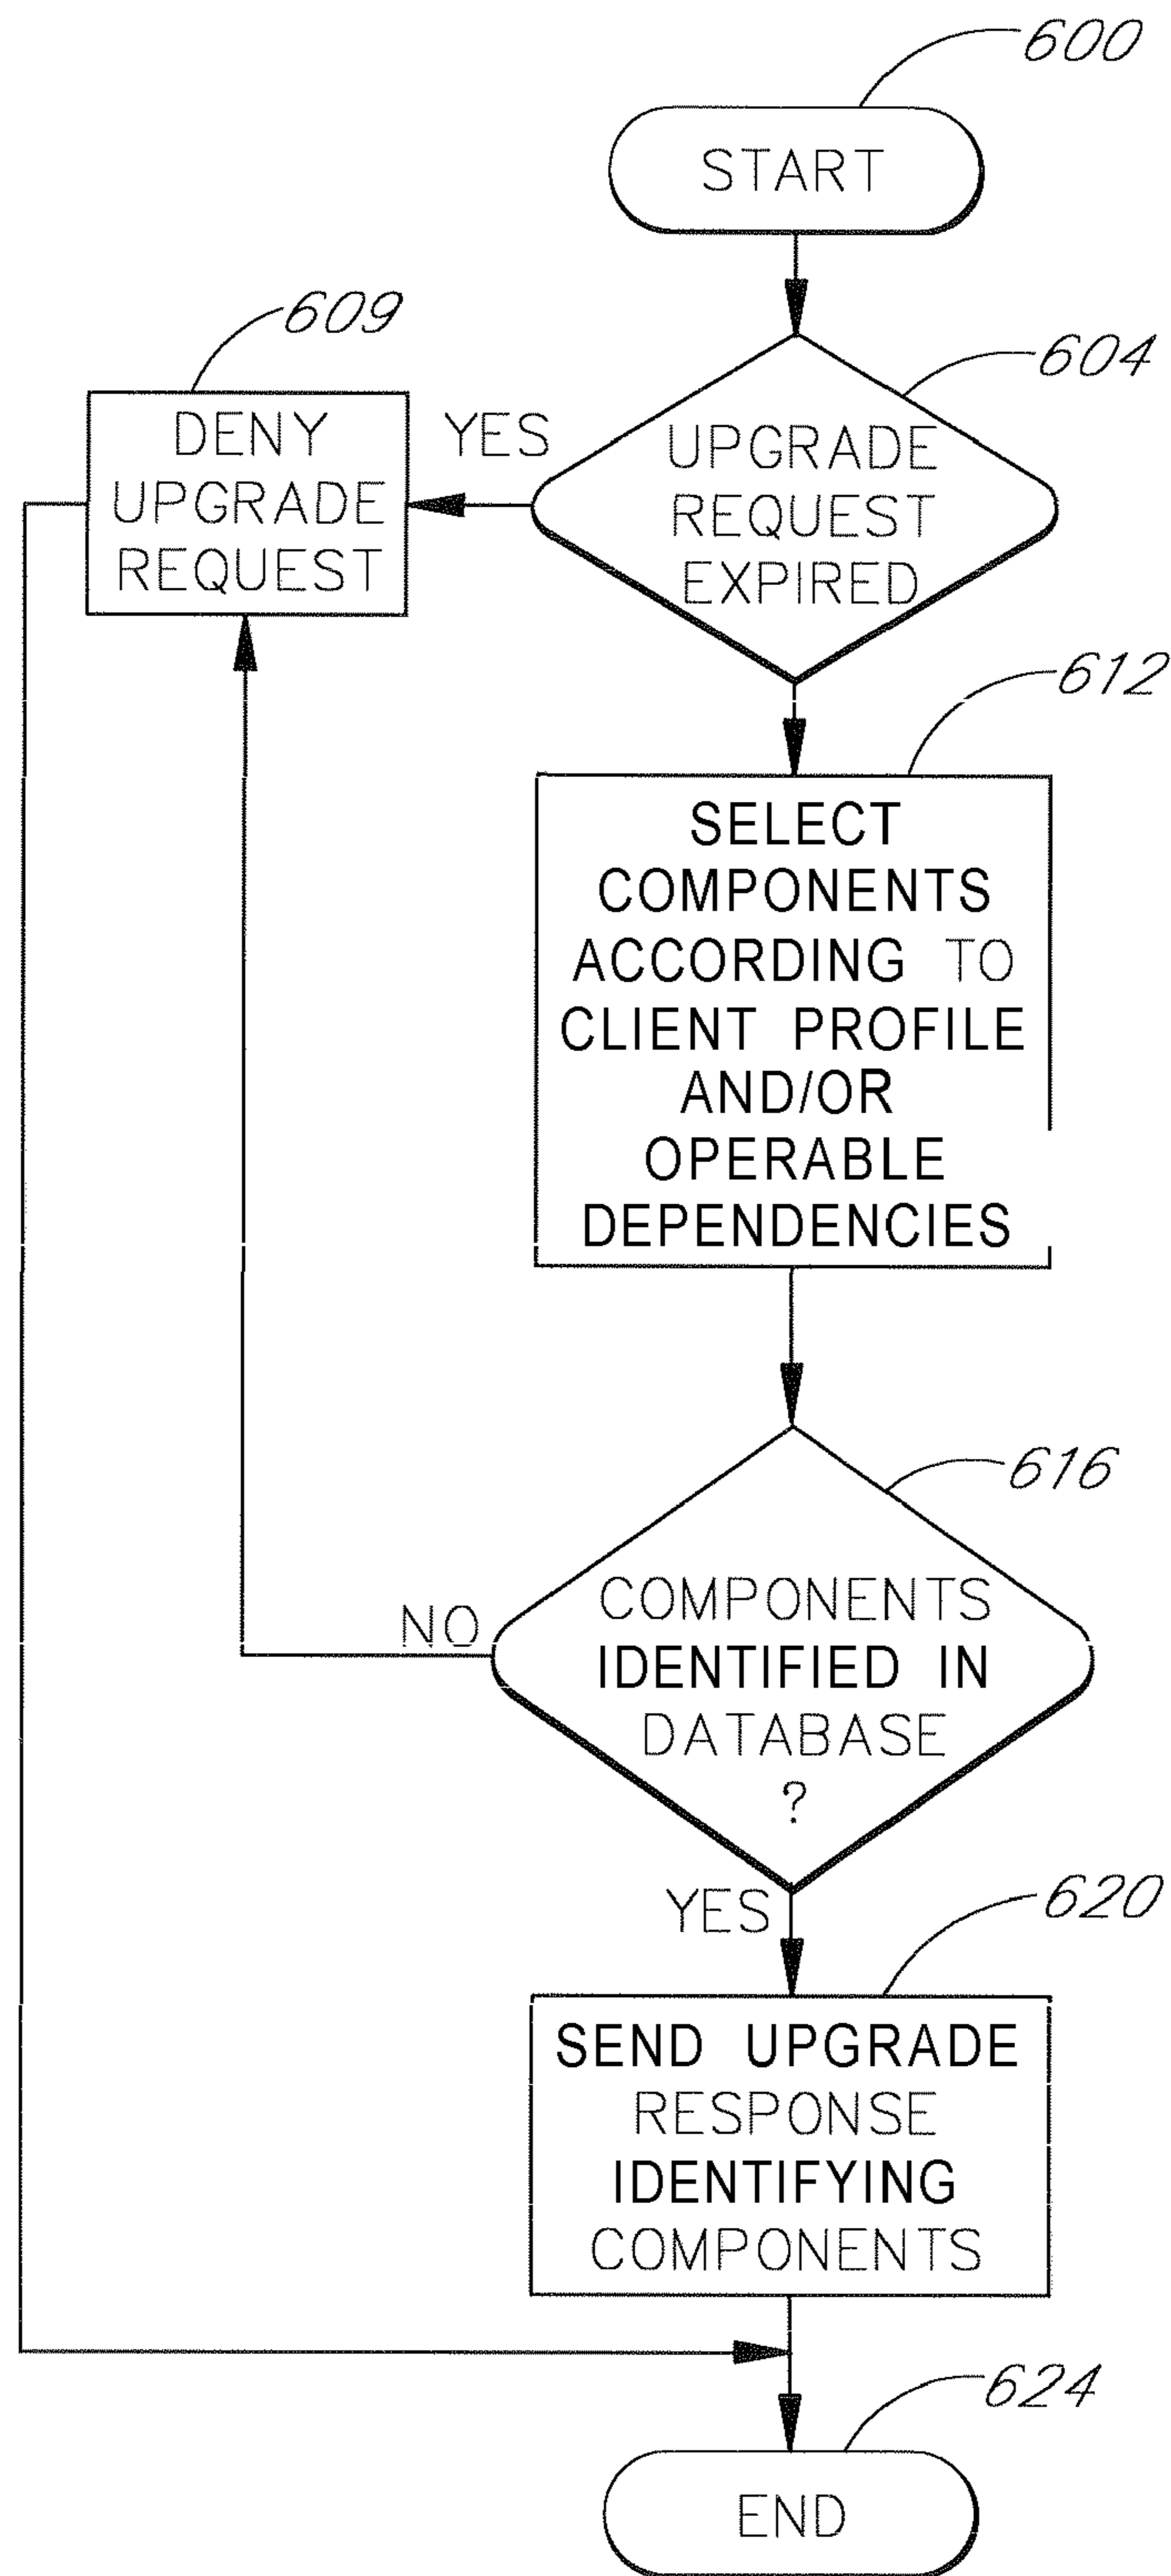 600
START
609
604
DENY
UPGRADE
REQUEST
YES
UPGRADE
REQUEST
EXPIRED
612
SELECT
COMPONENTS
ACCORDING TO
CLIENT PROFILE
AND/OR
OPERABLE
DEPENDENCIES
616
NO
COMPONENTS
IDENTIFIED IN
DATABASE
?
YES
620
SEND UPGRADE
RESPONSE
IDENTIFYING
COMPONENTS
624
END